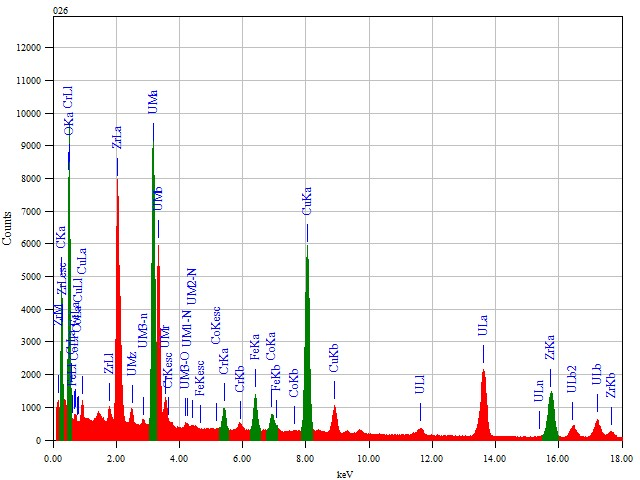 026
12000
11000
10000
9000
8000
7000
6000
5000
4000
3000
2000
1000
0
Counts
0.00
2.00
4.00
6.00
8.00
10.00
12.00
14.00
16.00
18.00
keV
ZrM
CKa
ZrLesc
OKa CrLl
CuLl
CuLa
ZrLl
ZrLa
UMz
UM3-n
UMa
UMb
UMr
CrKesc
UM3-O
UM1-N
UM2-N
FeKesc
CoKesc
CrKa
CrKb
FeKa
CoKa
FeKb
CoKb
CuKa
CuKb
ULl
ULa
ULn
ZrKa
ULb2
ULb
ZrKb